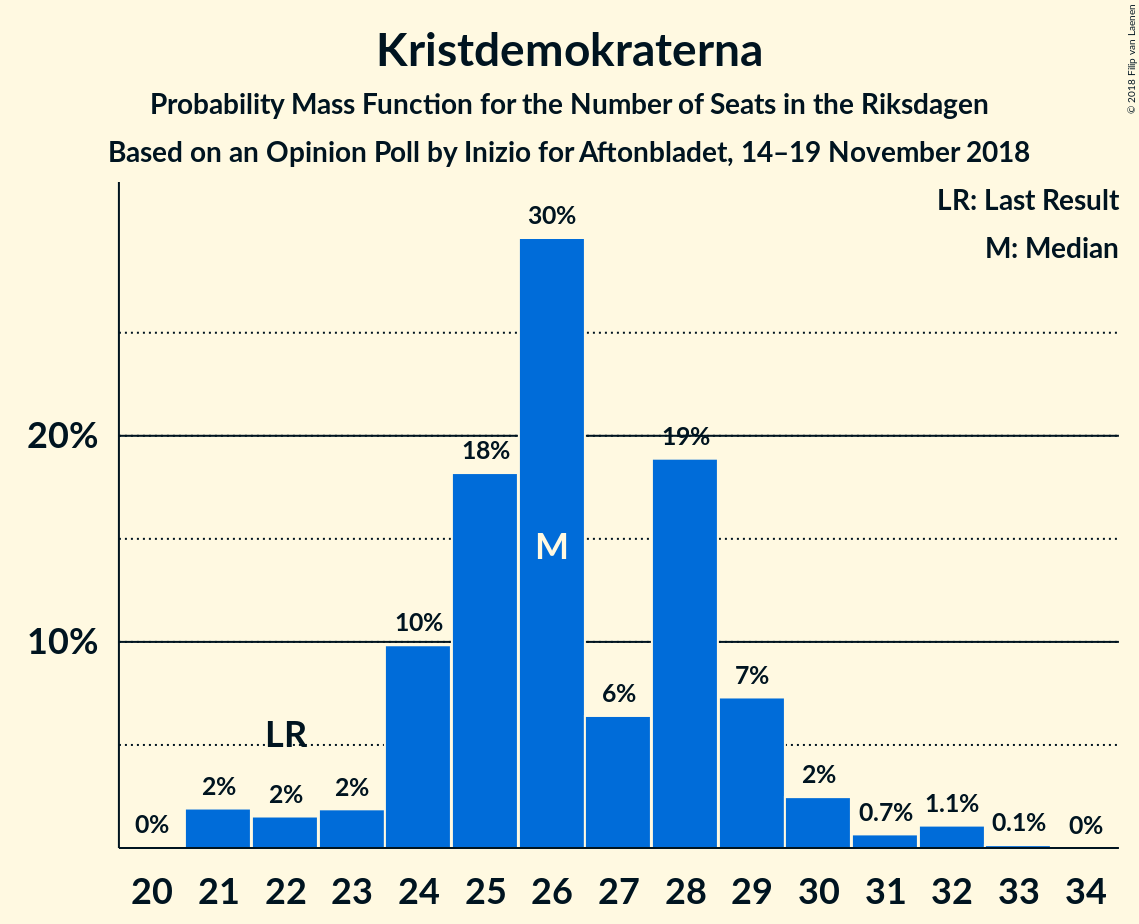 Kristdemokraterna
Probability Mass Function for the Number of Seats in the Riksdagen
Based on an Opinion Poll by Inizio for Aftonbladet, 14–19 November 2018
© 2018 Filip van Laenen
LR: Last Result
M: Median
20%
10%
0%
2%
2%
2%
10%
18%
30%
6%
19%
7%
2%
0.7%
1.1%
0.1%
0%
LR
M
20 21 22 23 24 25 26 27 28 29 30 31 32 33 34